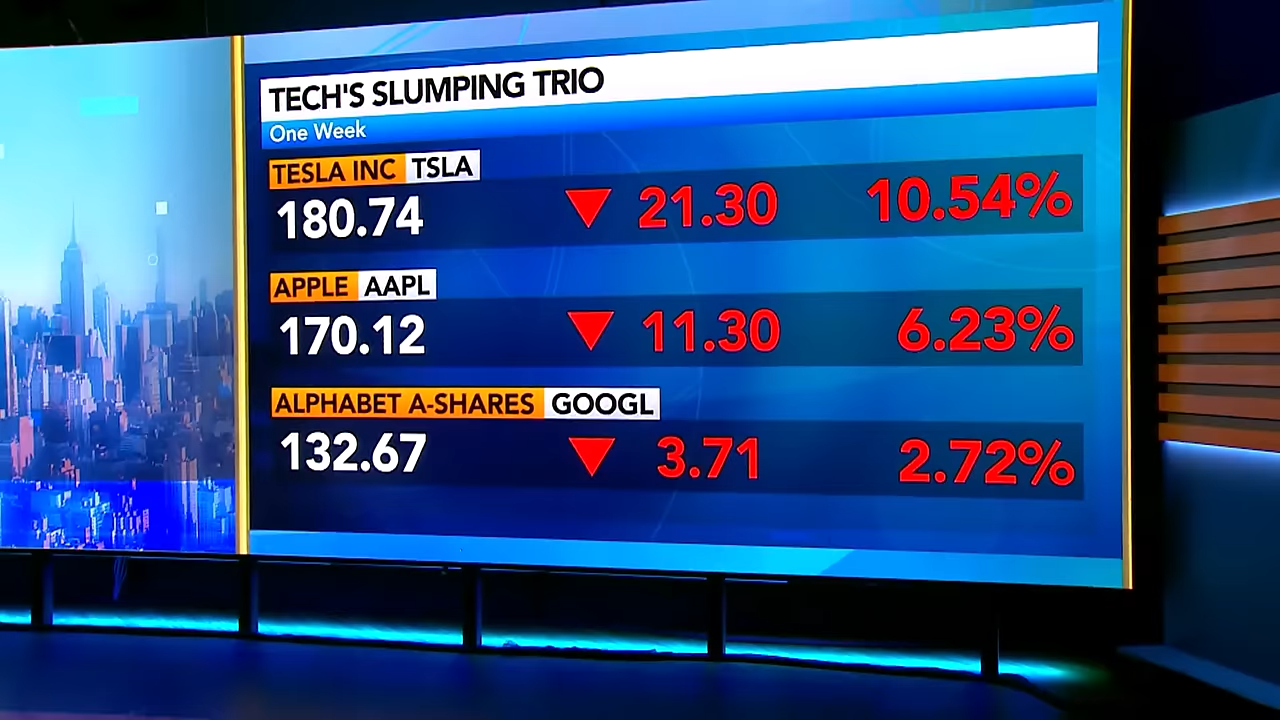 TECH'S SLUMPING TRIO
One Week
TESLA INC TSLA
180.74 ▼ 21.30 10.54%
APPLE AAPL
170.12 ▼ 11.30 6.23%
ALPHABET A-SHARES GOOGL
132.67 ▼ 3.71 2.72%